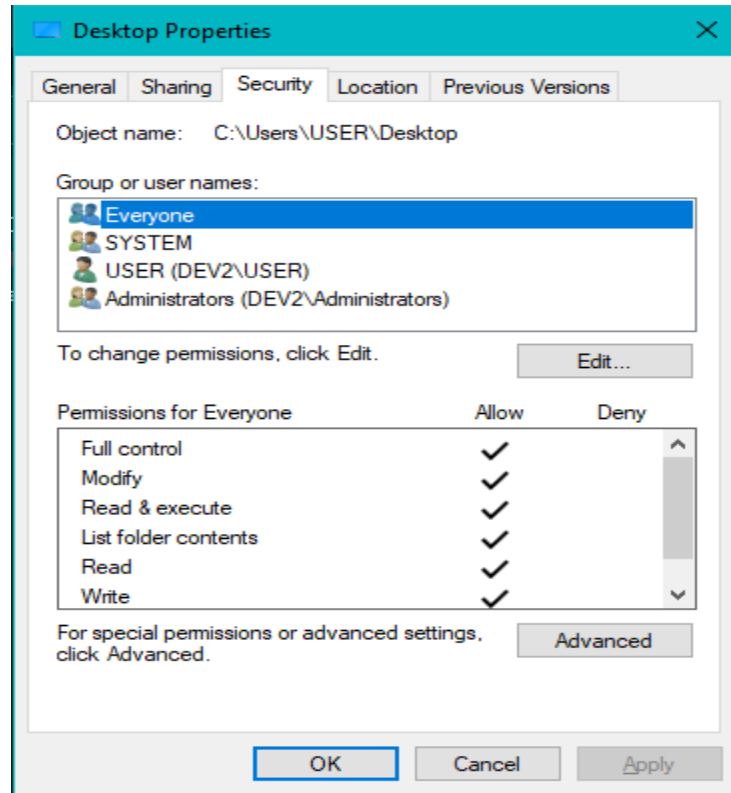 Desktop Properties
General Sharing Security Location Previous Versions
Object name: C:\Users\USER\Desktop
Group or user names:
Everyone
SYSTEM
USER (DEV2\USER)
Administrators (DEV2\Administrators)
To change permissions, click Edit.
Edit...
Permissions for Everyone Allow Deny
Full control
Modify
Read & execute
List folder contents
Read
Write
For special permissions or advanced settings,
click Advanced.
Advanced
OK Cancel Apply